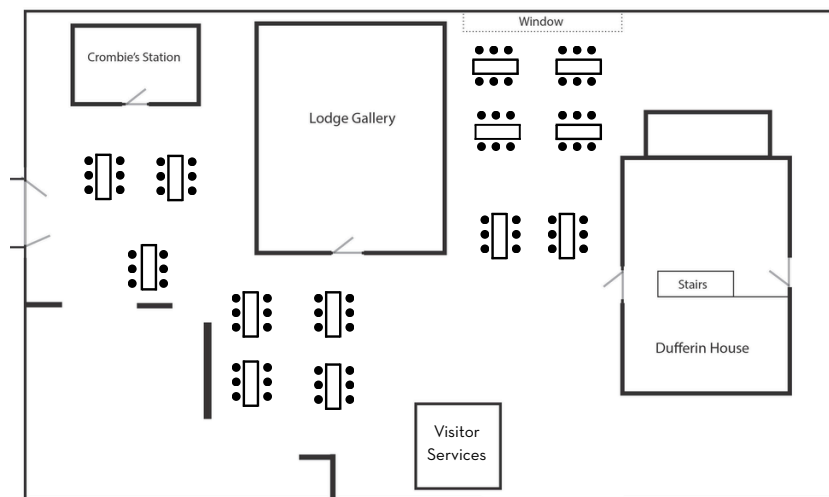 Window
Crombie's Station
Lodge Gallery
Stairs
Dufferin House
Visitor
Services